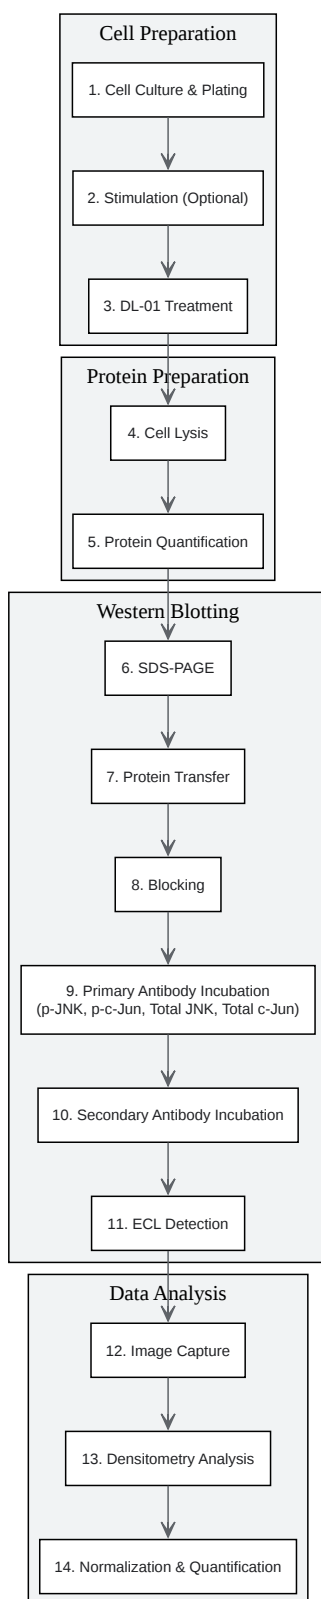 Cell Preparation
1. Cell Culture & Plating
2. Stimulation (Optional)
3. DL-01 Treatment
Protein Preparation
4. Cell Lysis
5. Protein Quantification
Western Blotting
6. SDS-PAGE
7. Protein Transfer
8. Blocking
9. Primary Antibody Incubation
(p-JNK, p-c-Jun, Total JNK, Total c-Jun)
10. Secondary Antibody Incubation
11. ECL Detection
Data Analysis
12. Image Capture
13. Densitometry Analysis
14. Normalization & Quantification